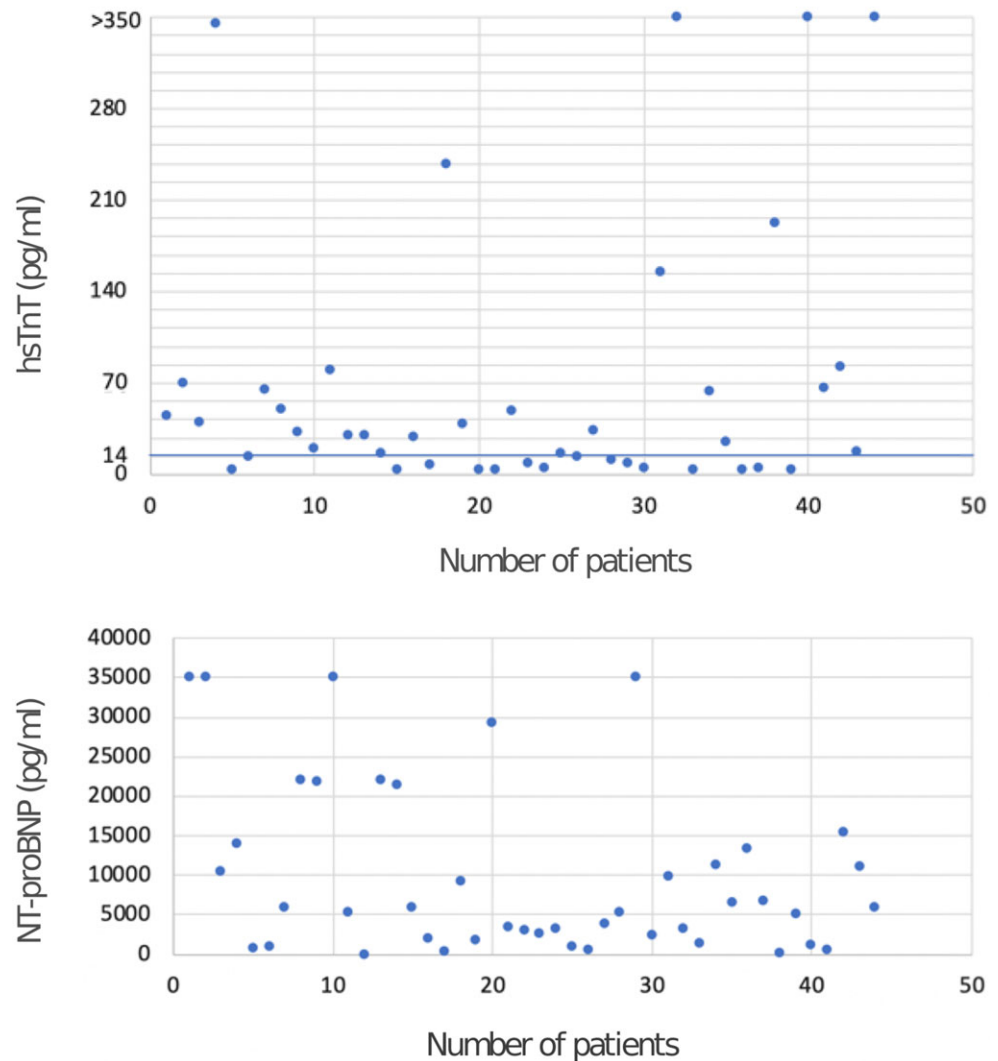 >350
280
210
140
70
14
0
hsTnT (pg/ml)
0 10 20 30 40 50
Number of patients
40000
35000
30000
25000
20000
15000
10000
5000
0
NT-proBNP (pg/ml)
0 10 20 30 40 50
Number of patients